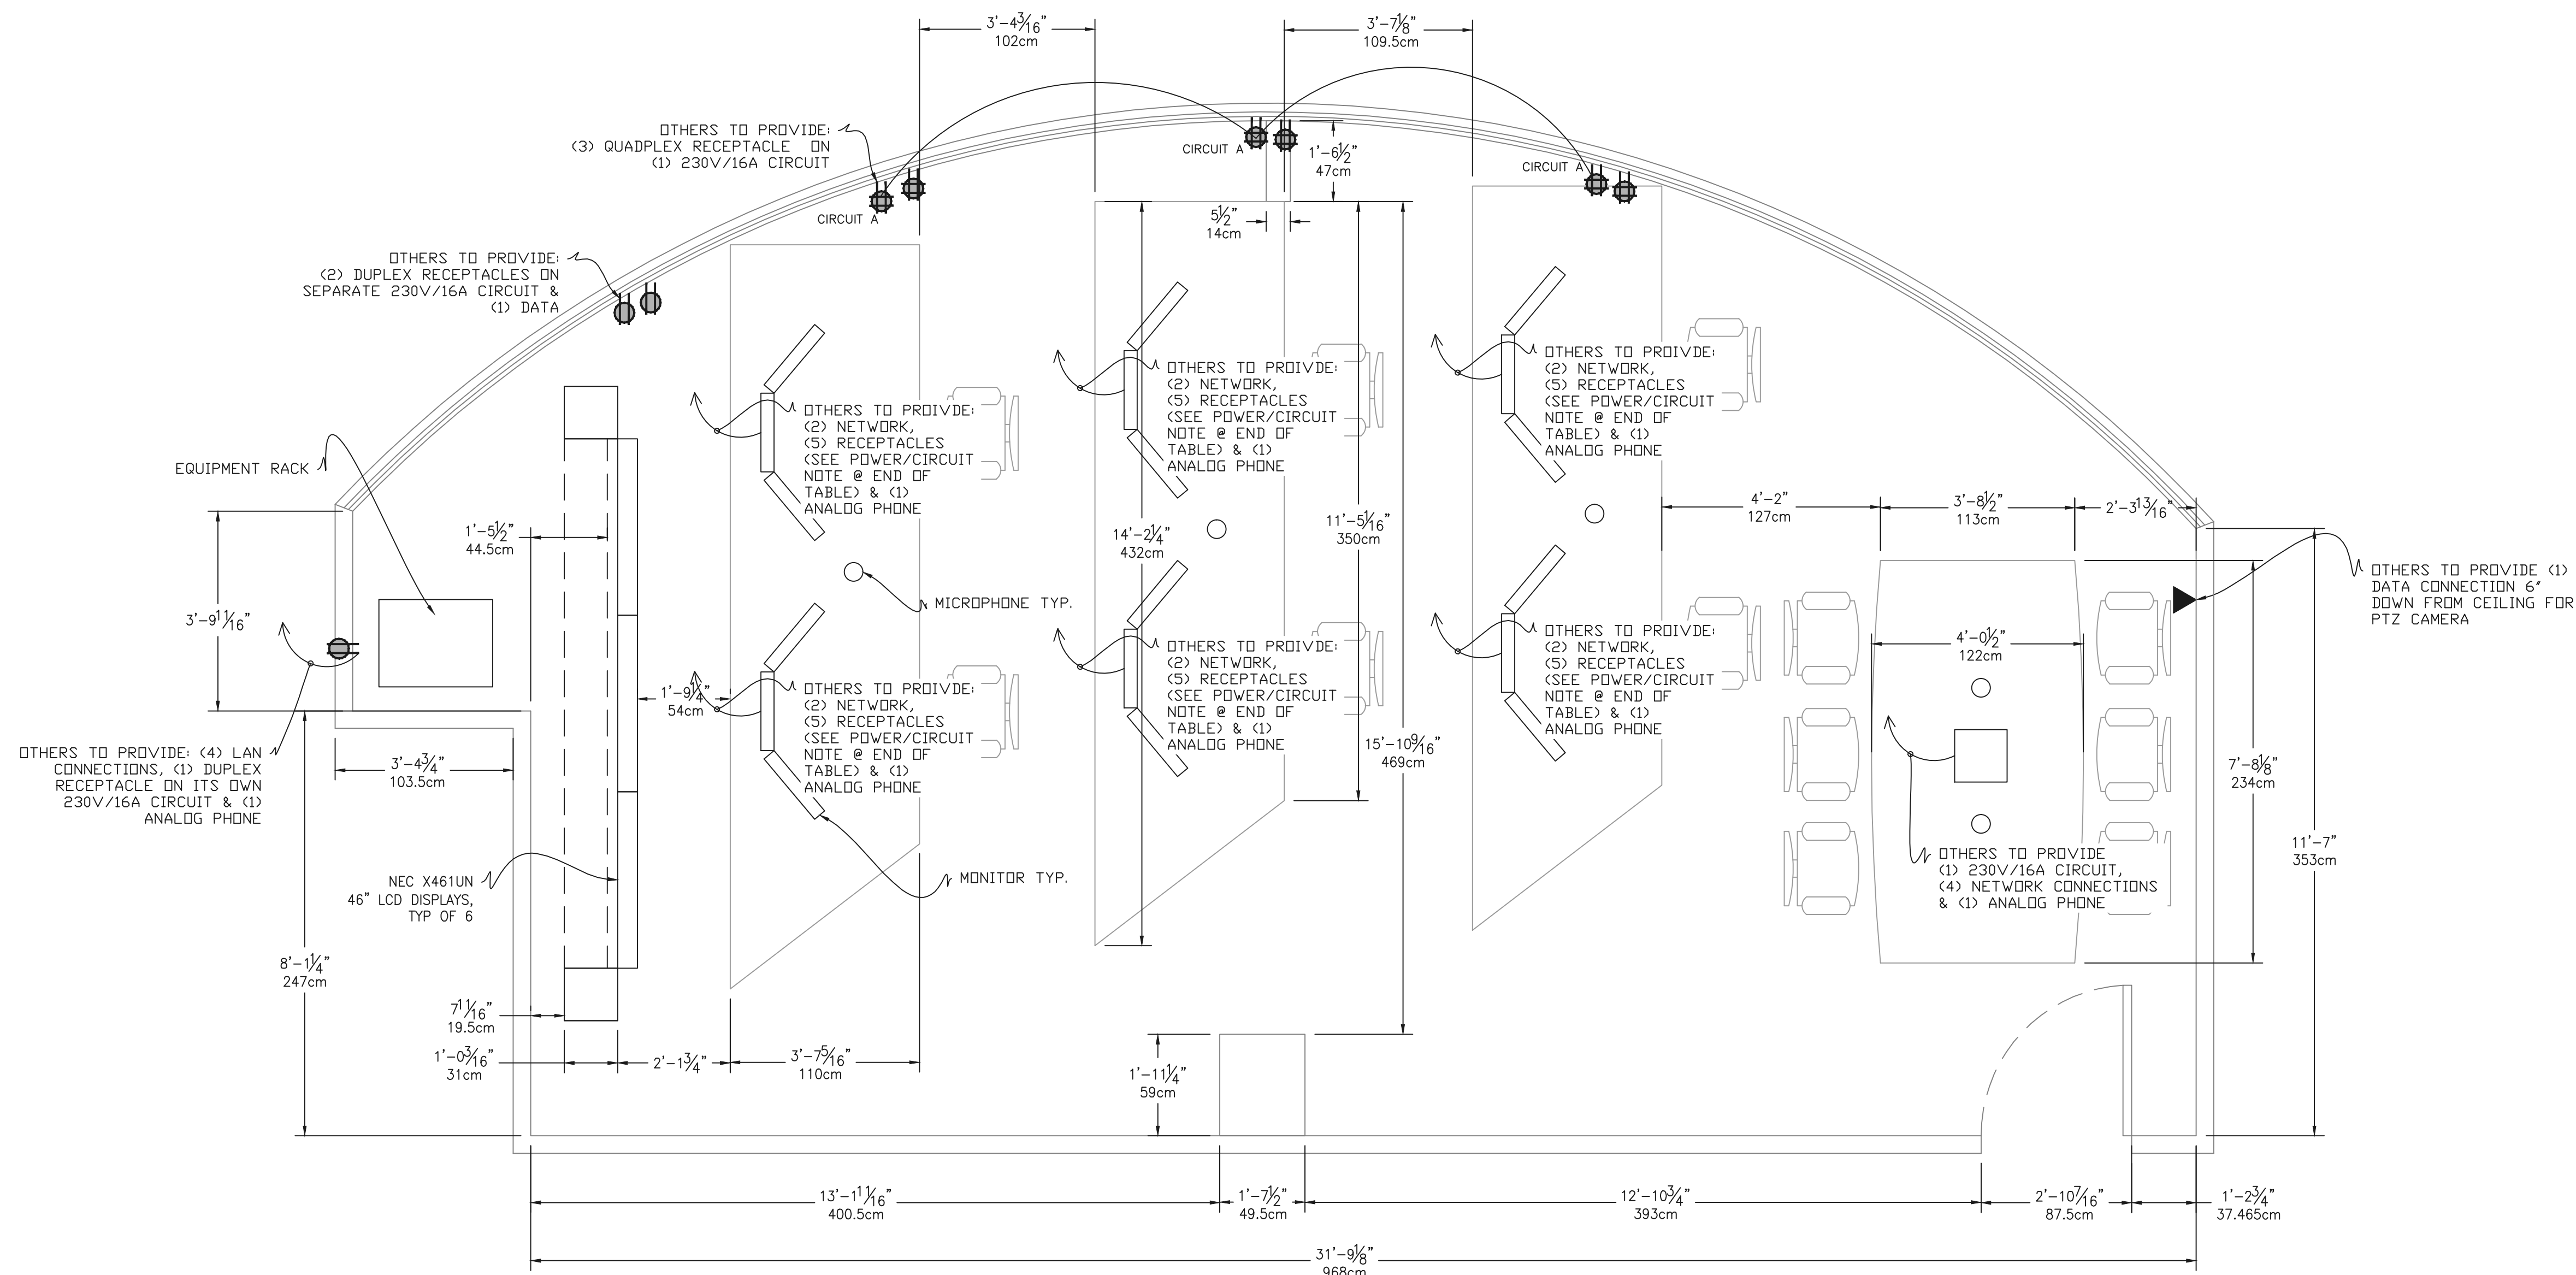 3'-4 3/16"
102cm
3'-7 1/8"
109.5cm
OTHERS TO PROVIDE:
(3) QUADPLEX RECEPTACLE ON
(1) 230V/16A CIRCUIT
CIRCUIT A
CIRCUIT A
CIRCUIT A
1'-6 1/2"
47cm
5 1/2"
14cm
OTHERS TO PROVIDE:
(2) DUPLEX RECEPTACLES ON
SEPARATE 230V/16A CIRCUIT &
(1) DATA
EQUIPMENT RACK
OTHERS TO PROIVDE:
(2) NETWORK,
(5) RECEPTACLES
(SEE POWER/CIRCUIT
NOTE @ END OF
TABLE) & (1)
ANALOG PHONE
OTHERS TO PROIVDE:
(2) NETWORK,
(5) RECEPTACLES
(SEE POWER/CIRCUIT
NOTE @ END OF
TABLE) & (1)
ANALOG PHONE
OTHERS TO PROIVDE:
(2) NETWORK,
(5) RECEPTACLES
(SEE POWER/CIRCUIT
NOTE @ END OF
TABLE) & (1)
ANALOG PHONE
1'-5 1/2"
44.5cm
14'-2 1/4"
432cm
11'-5/16"
350cm
4'-2"
127cm
3'-8 1/2"
113cm
2'-3 13/16"
OTHERS TO PROVIDE (1)
DATA CONNECTION 6"
DOWN FROM CEILING FOR
PTZ CAMERA
3'-9 11/16"
MICROPHONE TYP.
4'-0 1/2"
122cm
1'-9 1/4"
54cm
OTHERS TO PROIVDE:
(2) NETWORK,
(5) RECEPTACLES
(SEE POWER/CIRCUIT
NOTE @ END OF
TABLE) & (1)
ANALOG PHONE
OTHERS TO PROIVDE:
(2) NETWORK,
(5) RECEPTACLES
(SEE POWER/CIRCUIT
NOTE @ END OF
TABLE) & (1)
ANALOG PHONE
OTHERS TO PROIVDE:
(2) NETWORK,
(5) RECEPTACLES
(SEE POWER/CIRCUIT
NOTE @ END OF
TABLE) & (1)
ANALOG PHONE
15'-10 9/16"
469cm
OTHERS TO PROVIDE: (4) LAN
CONNECTIONS, (1) DUPLEX
RECEPTACLE ON ITS OWN
230V/16A CIRCUIT & (1)
ANALOG PHONE
3'-4 3/4"
103.5cm
7'-8 1/8"
234cm
11'-7"
353cm
OTHERS TO PROVIDE
(1) 230V/16A CIRCUIT,
(4) NETWORK CONNECTIONS
& (1) ANALOG PHONE
NEC X461UN
46" LCD DISPLAYS,
TYP OF 6
MONITOR TYP.
8'-1 1/4"
247cm
7 11/16"
19.5cm
1'-0 3/16"
31cm
2'-1 3/4"
3'-7 5/16"
110cm
1'-11 1/4"
59cm
13'-1 11/16"
400.5cm
1'-7 1/2"
49.5cm
12'-10 3/4"
393cm
2'-10 7/16"
87.5cm
1'-2 3/4"
37.465cm
31'-9 1/8"
968cm